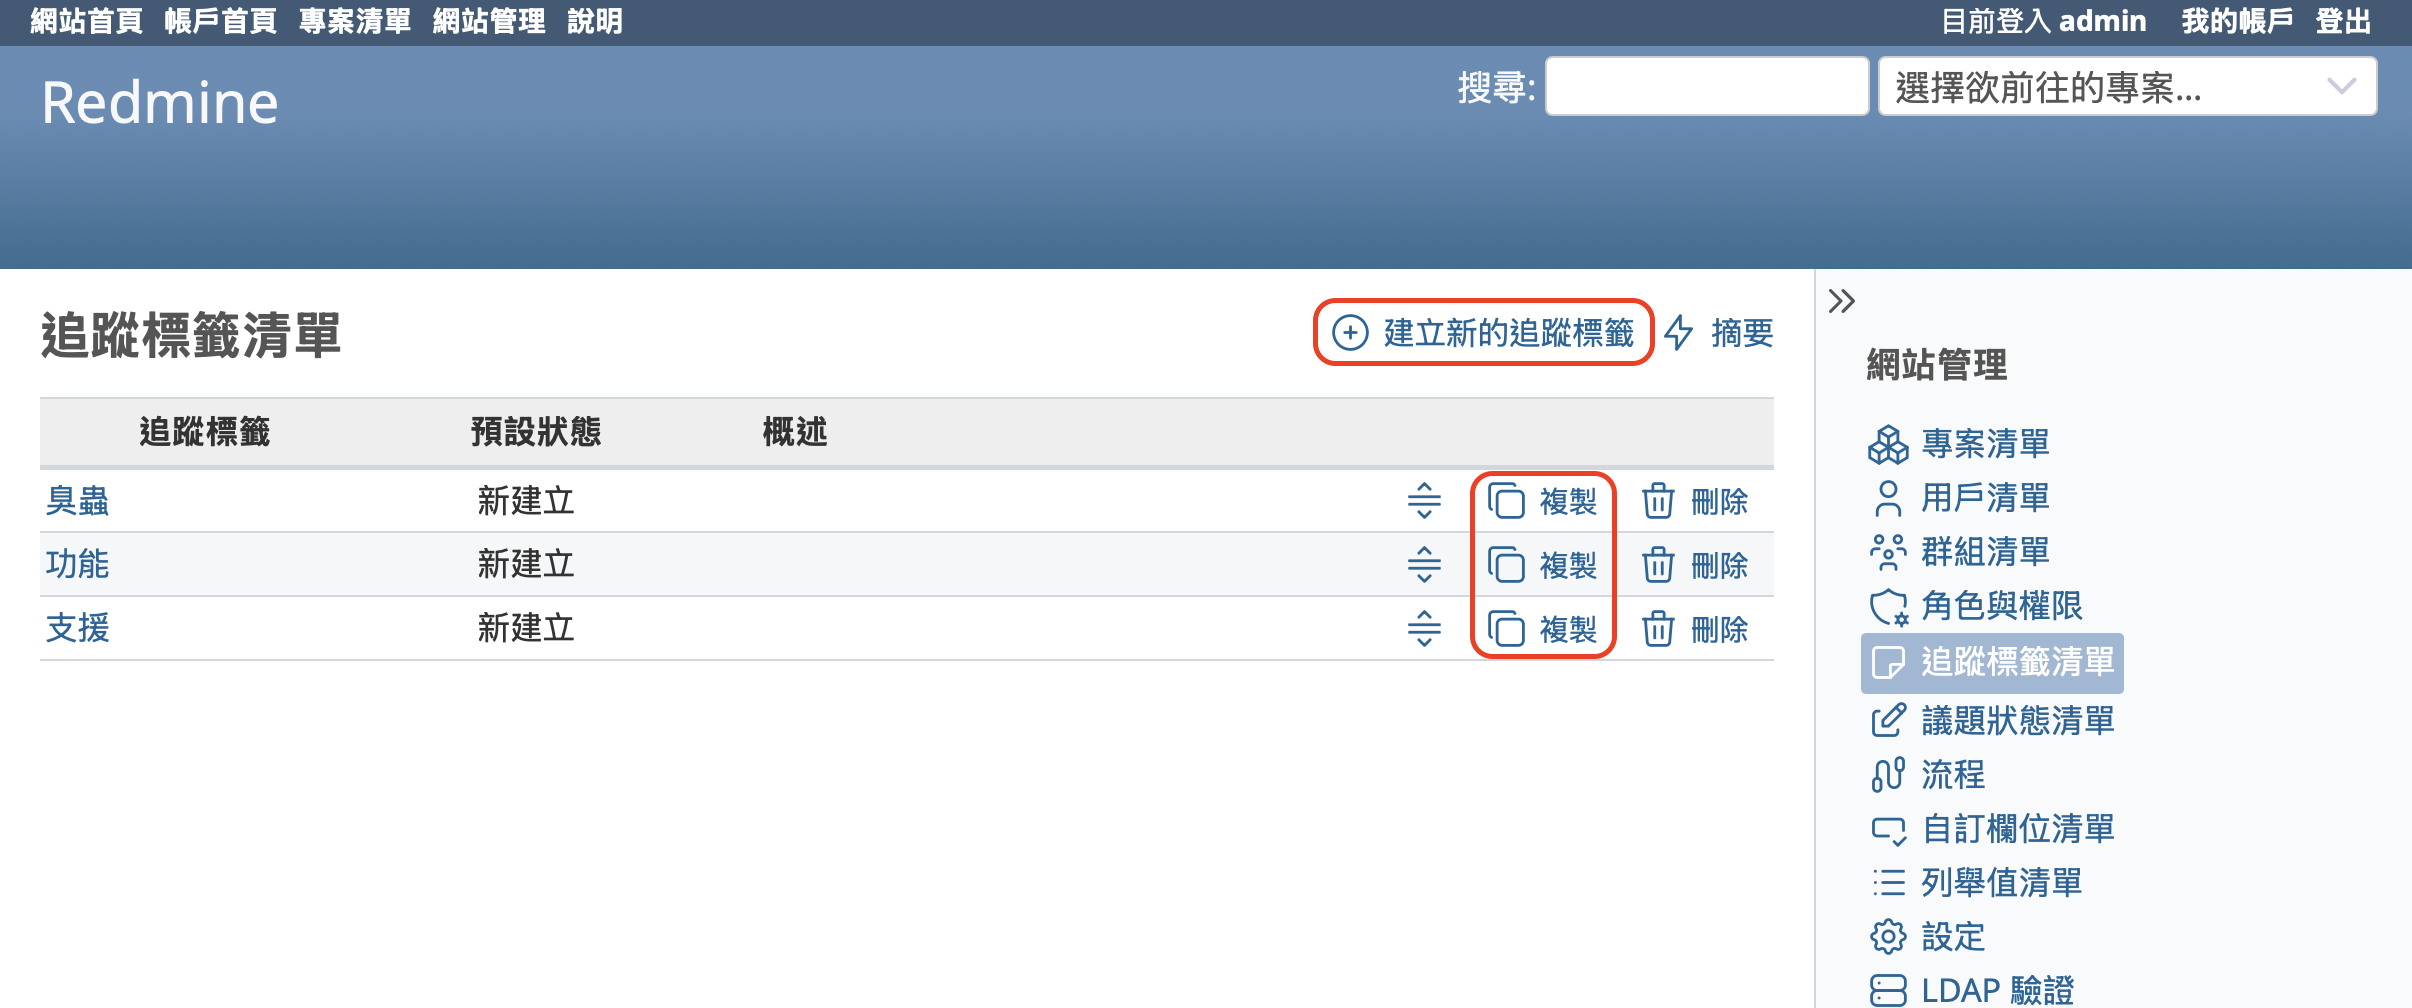 網站首頁 帳戶首頁 專案清單 網站管理 說明 目前登入 admin 我的帳戶 登出
Redmine 搜尋: 選擇欲前往的專案...
追蹤標籤清單 建立新的追蹤標籤 摘要
追蹤標籤 預設狀態 概述
臭蟲 新建立 複製 刪除
功能 新建立 複製 刪除
支援 新建立 複製 刪除
網站管理
專案清單
用戶清單
群組清單
角色與權限
追蹤標籤清單
議題狀態清單
流程
自訂欄位清單
列舉值清單
設定
LDAP 驗證